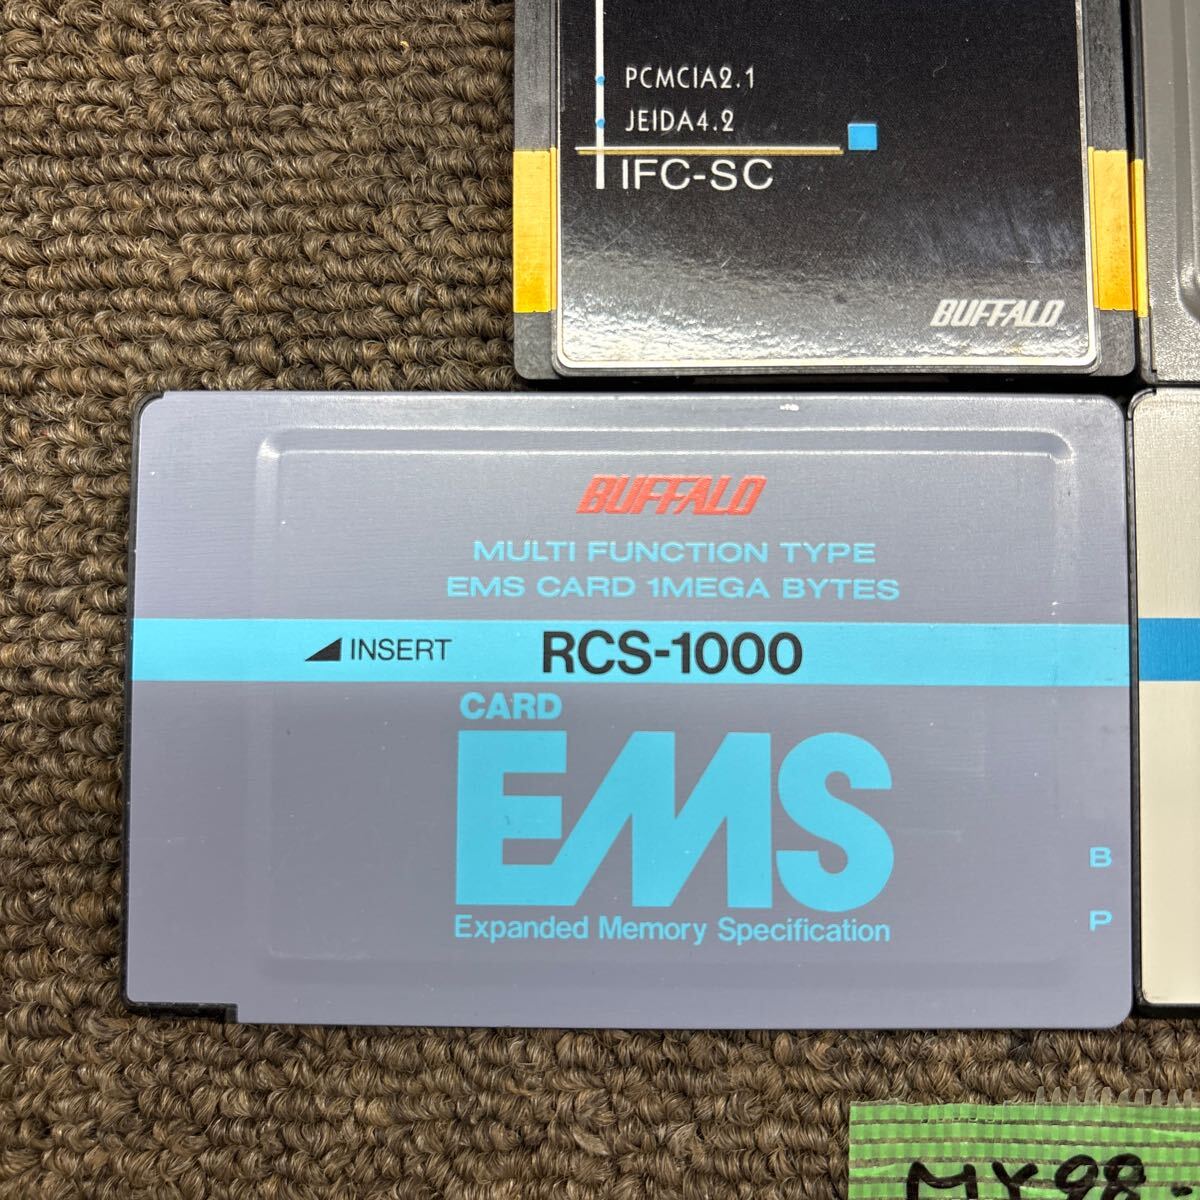 PCMCIA2.1
JEIDA4.2
IFC-SC
BUFFALO
BUFFALO
MULTI FUNCTION TYPE
EMS CARD 1MEGA BYTES
INSERT RCS-1000
CARD
EMS
Expanded Memory Specification
B
P